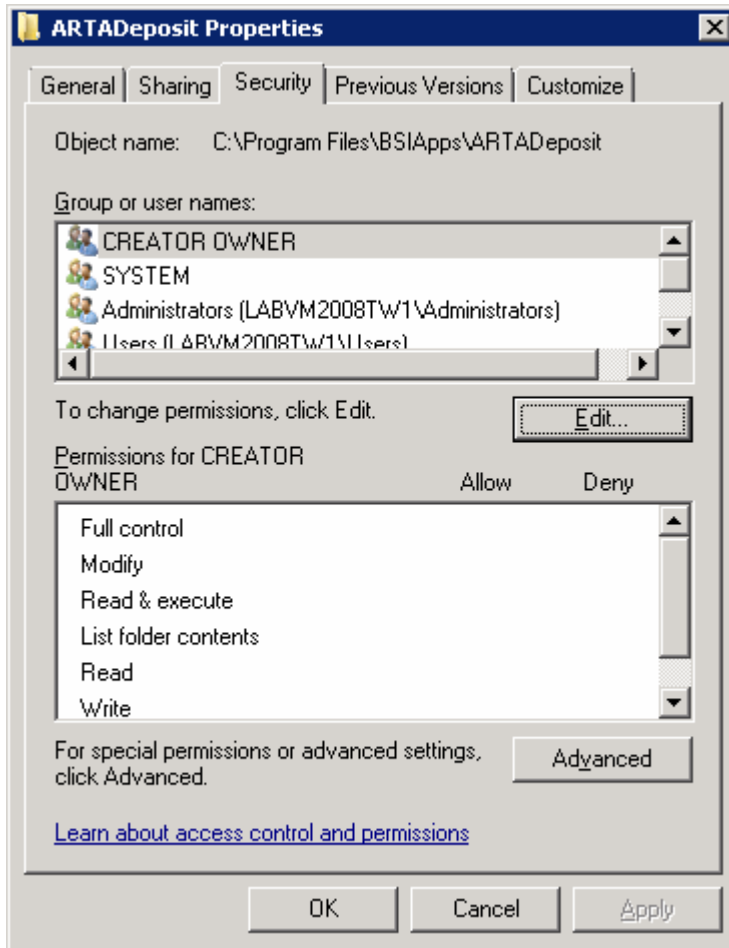 ARTADeposit Properties
General Sharing Security Previous Versions Customize
Object name: C:\Program Files\BSIApps\ARTADeposit
Group or user names:
CREATOR OWNER
SYSTEM
Administrators (LABVM2008TW1\Administrators)
Users (LABVM2008TW1\Users)
To change permissions, click Edit.
Edit...
Permissions for CREATOR
OWNER Allow Deny
Full control
Modify
Read & execute
List folder contents
Read
Write
For special permissions or advanced settings,
click Advanced.
Advanced
Learn about access control and permissions
OK Cancel Apply